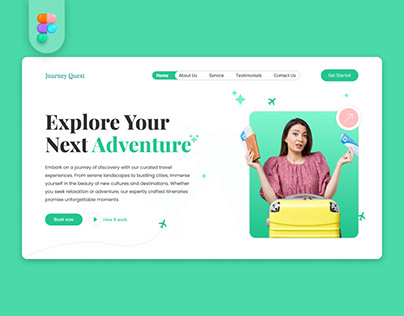 Journey Quest
Home
About Us
Service
Testimonials
Contact Us
Get Started
Explore Your
Next Adventure
Embark on a journey of discovery with our curated travel
experiences. From serene landscapes to bustling cities, immerse
yourself in the beauty of new cultures and destinations. Whether
you seek relaxation or adventure, our expertly crafted itineraries
promise unforgettable moments
Book now
How it work